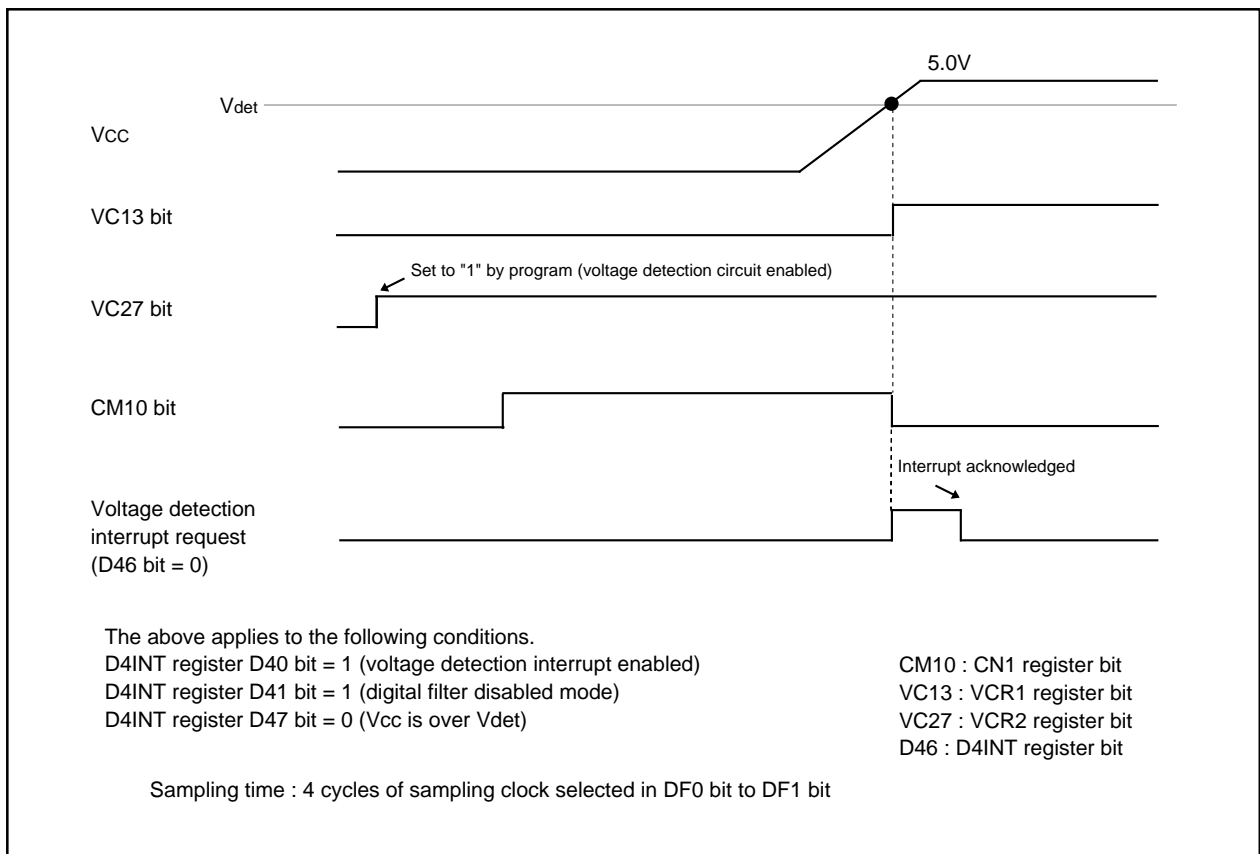 5.0V
Vdet
VCC
VC13 bit
Set to "1" by program (voltage detection circuit enabled)
VC27 bit
CM10 bit
Interrupt acknowledged
Voltage detection
interrupt request
(D46 bit = 0)
The above applies to the following conditions.
D4INT register D40 bit = 1 (voltage detection interrupt enabled)
D4INT register D41 bit = 1 (digital filter disabled mode)
D4INT register D47 bit = 0 (Vcc is over Vdet)
CM10 : CN1 register bit
VC13 : VCR1 register bit
VC27 : VCR2 register bit
D46 : D4INT register bit
Sampling time : 4 cycles of sampling clock selected in DF0 bit to DF1 bit